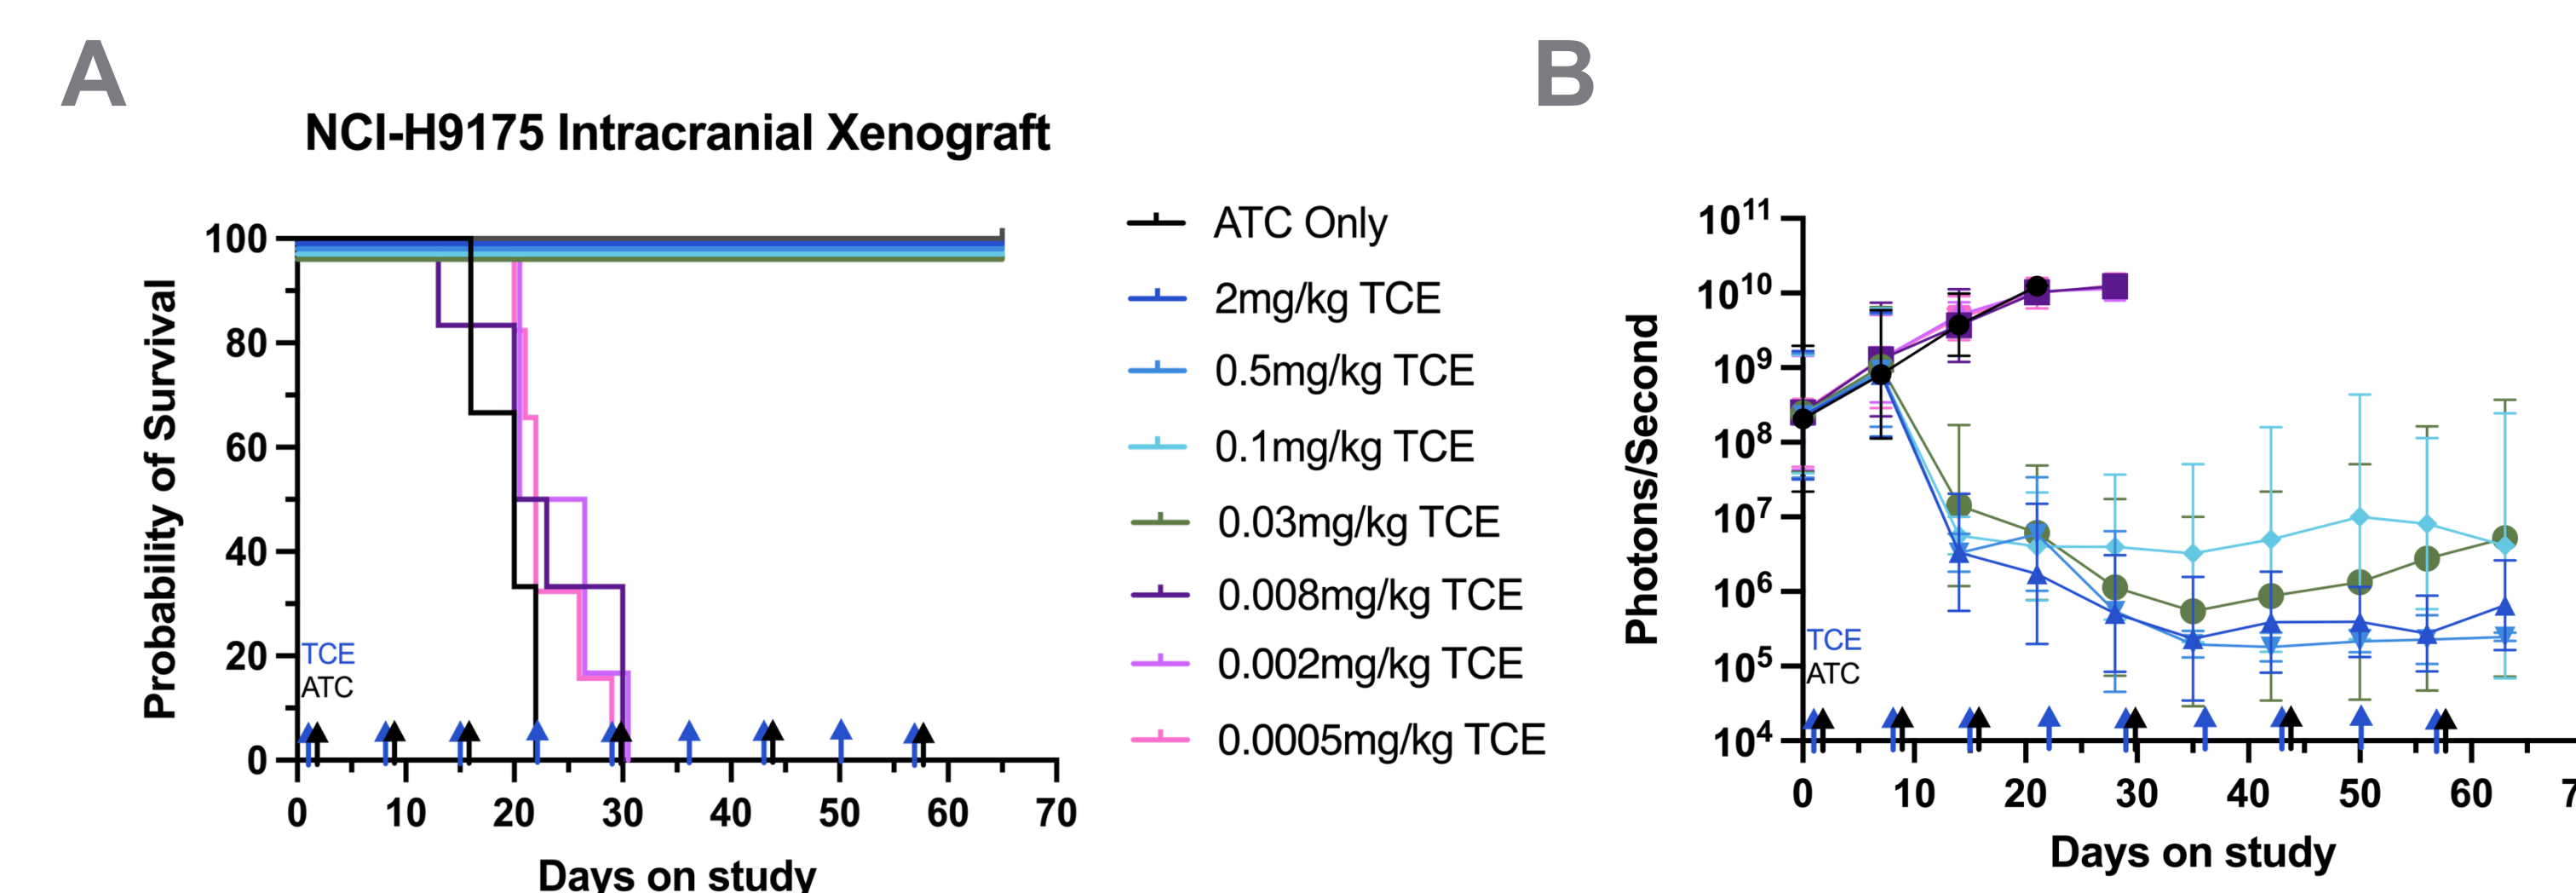 A
NCI-H9175 Intracranial Xenograft
Probability of Survival
100
80
60
40
20
0
TCE
ATC
0 10 20 30 40 50 60 70
Days on study
ATC Only
2mg/kg TCE
0.5mg/kg TCE
0.1mg/kg TCE
0.03mg/kg TCE
0.008mg/kg TCE
0.002mg/kg TCE
0.0005mg/kg TCE
B
Photons/Second
10¹¹
10¹⁰
10⁹
10⁸
10⁷
10⁶
10⁵
10⁴
TCE
ATC
0 10 20 30 40 50 60 7
Days on study